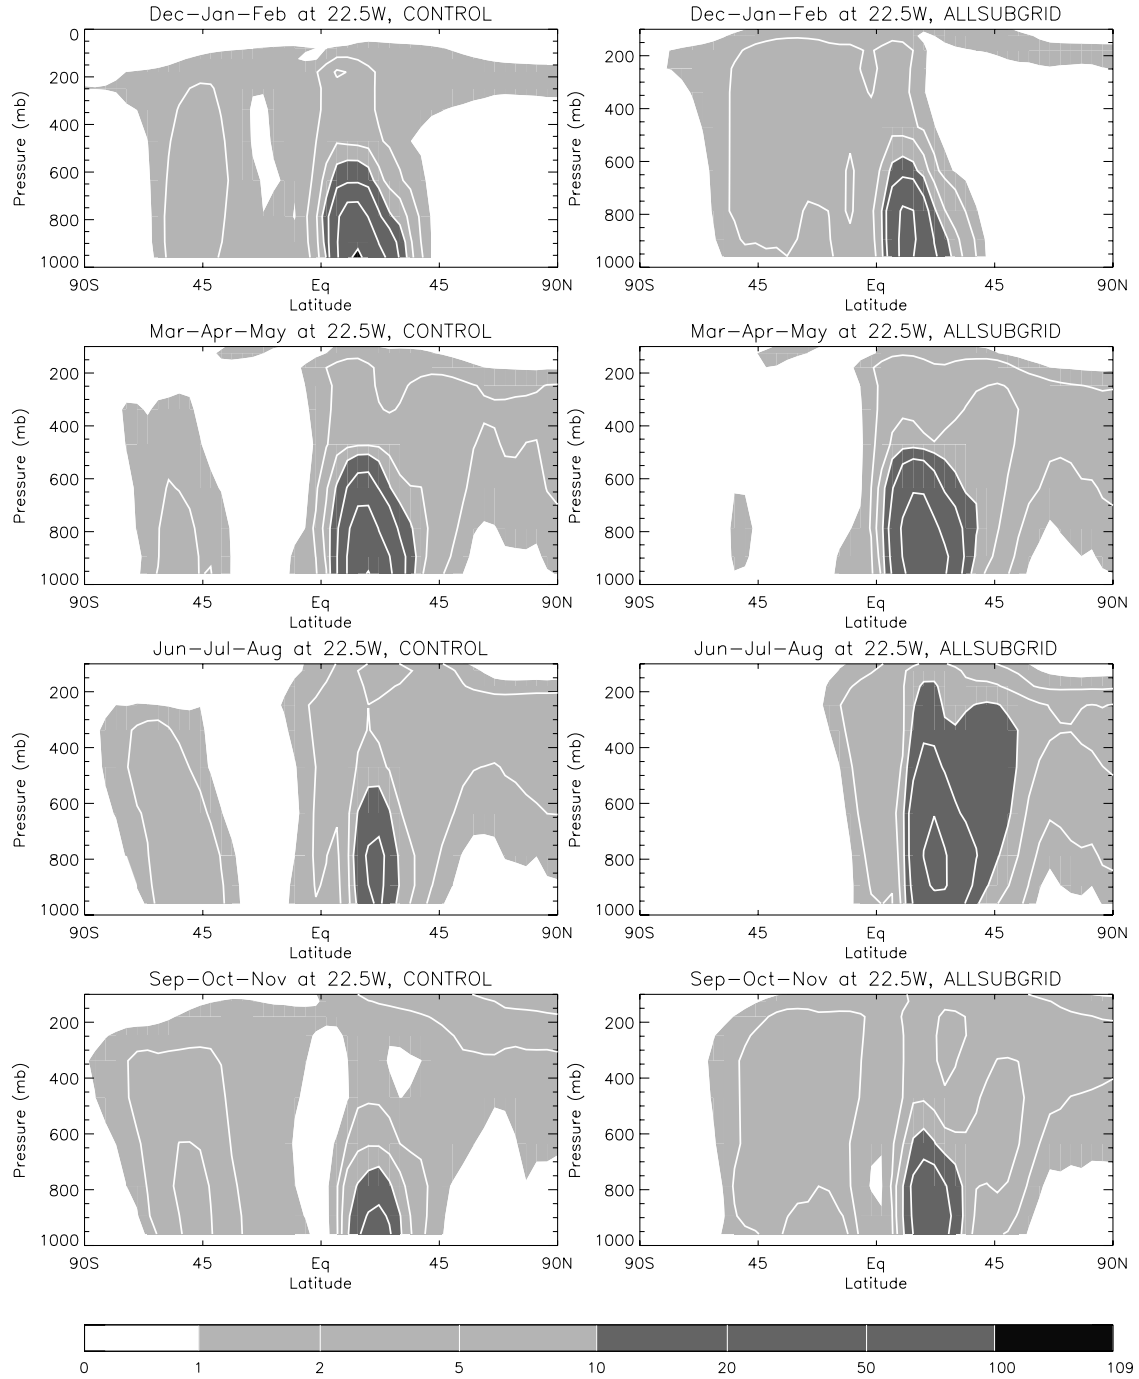 Dec-Jan-Feb at 22.5W, CONTROL
Dec-Jan-Feb at 22.5W, ALLSUBGRID
0
200
400
600
800
1000
Pressure (mb)
90S 45 Eq 45 90N
Latitude
200
400
600
800
1000
Pressure (mb)
90S 45 Eq 45 90N
Latitude
Mar-Apr-May at 22.5W, CONTROL
Mar-Apr-May at 22.5W, ALLSUBGRID
200
400
600
800
1000
Pressure (mb)
90S 45 Eq 45 90N
Latitude
200
400
600
800
1000
Pressure (mb)
90S 45 Eq 45 90N
Latitude
Jun-Jul-Aug at 22.5W, CONTROL
Jun-Jul-Aug at 22.5W, ALLSUBGRID
200
400
600
800
1000
Pressure (mb)
90S 45 Eq 45 90N
Latitude
200
400
600
800
1000
Pressure (mb)
90S 45 Eq 45 90N
Latitude
Sep-Oct-Nov at 22.5W, CONTROL
Sep-Oct-Nov at 22.5W, ALLSUBGRID
200
400
600
800
1000
Pressure (mb)
90S 45 Eq 45 90N
Latitude
200
400
600
800
1000
Pressure (mb)
90S 45 Eq 45 90N
Latitude
0 1 2 5 10 20 50 100 109